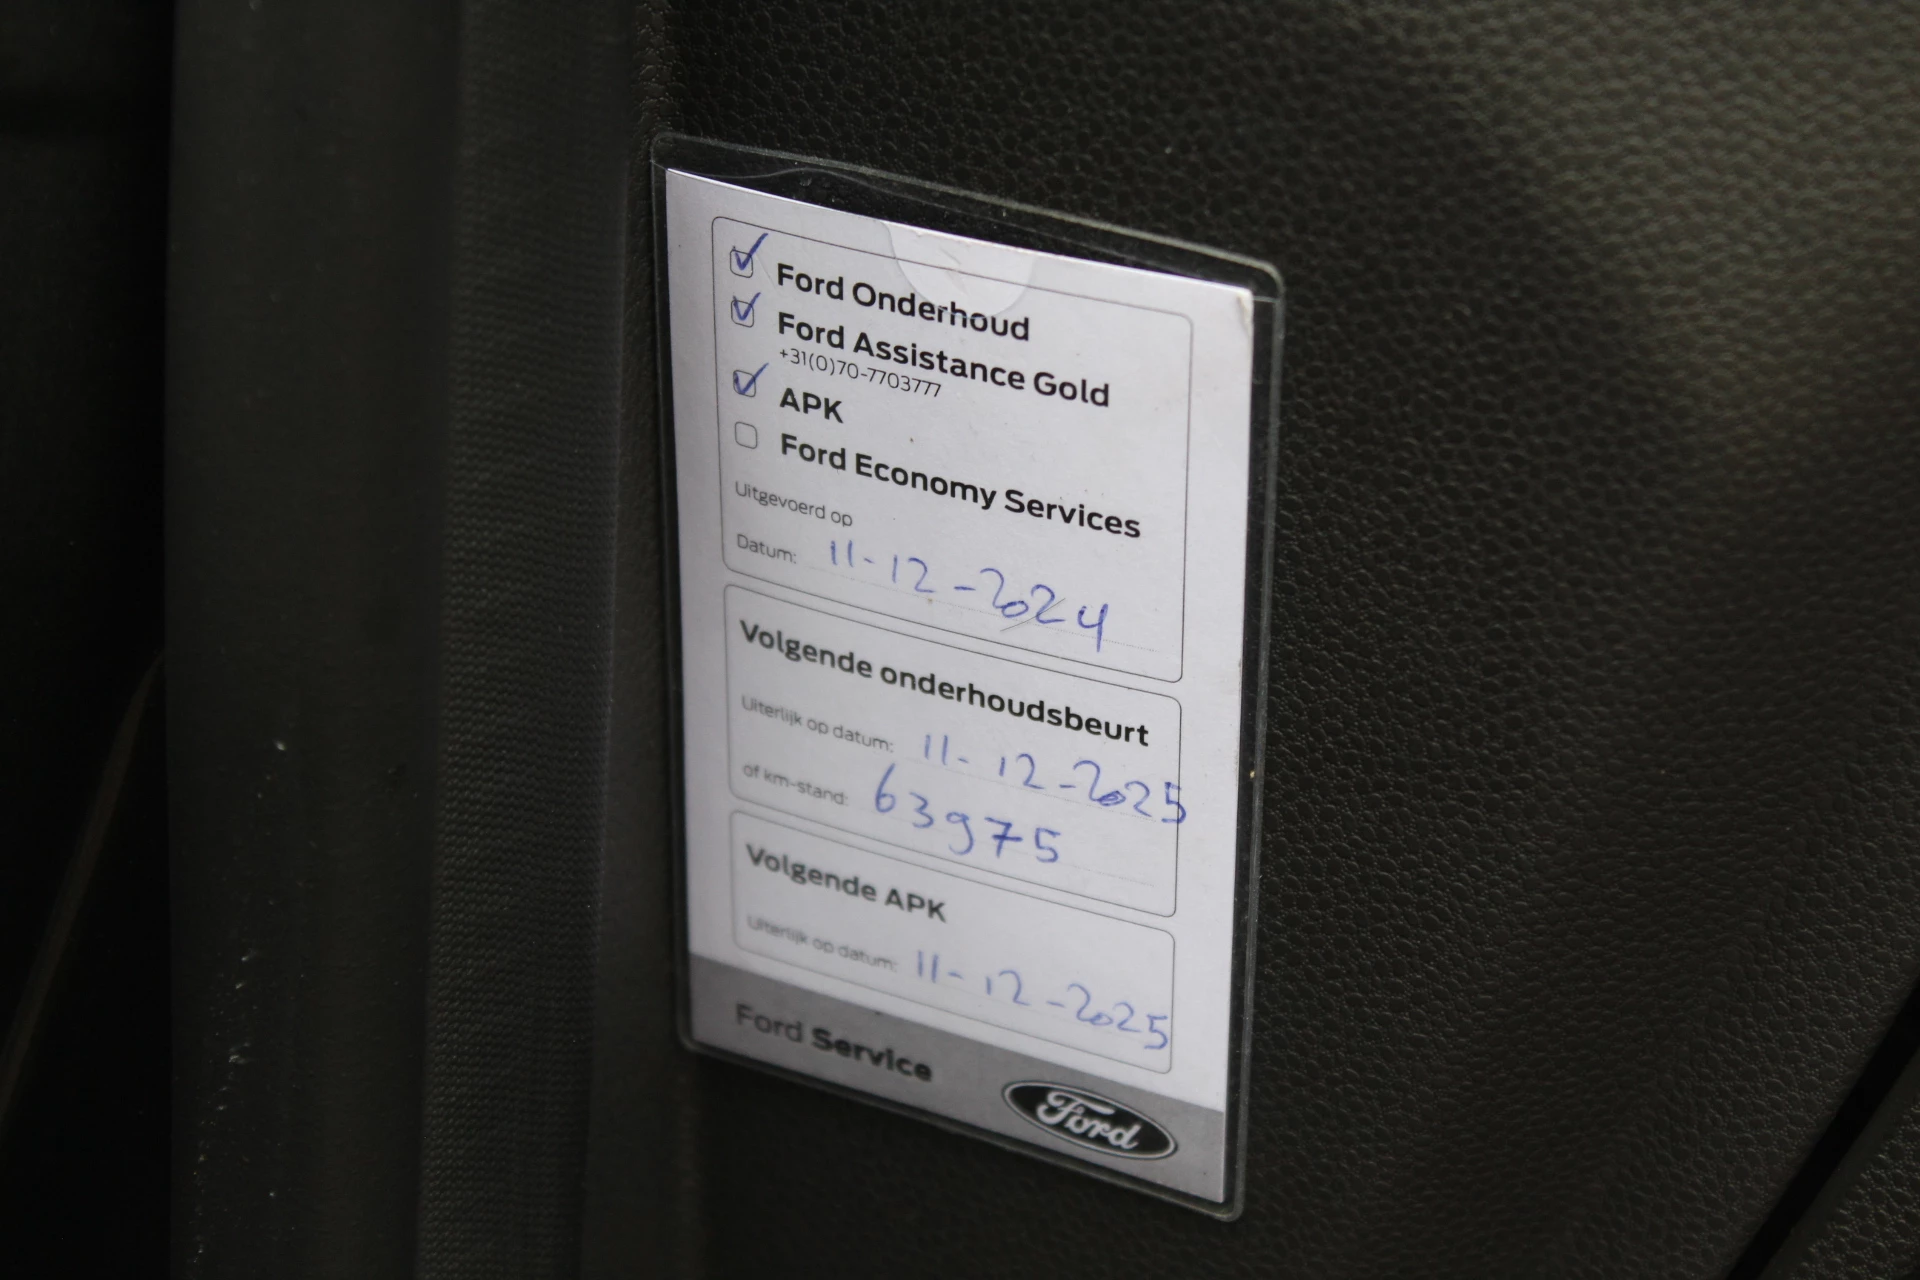 Ford Onderhoud
Ford Assistance Gold
+31(0)70-7703777
APK
Ford Economy Services
Uitgevoerd op
Datum: 11-12-2024
Volgende onderhoudsbeurt
Uiterlijk op datum: 11-12-2025
of km-stand: 63975
Volgende APK
Uiterlijk op datum: 11-12-2025
Ford Service
Ford